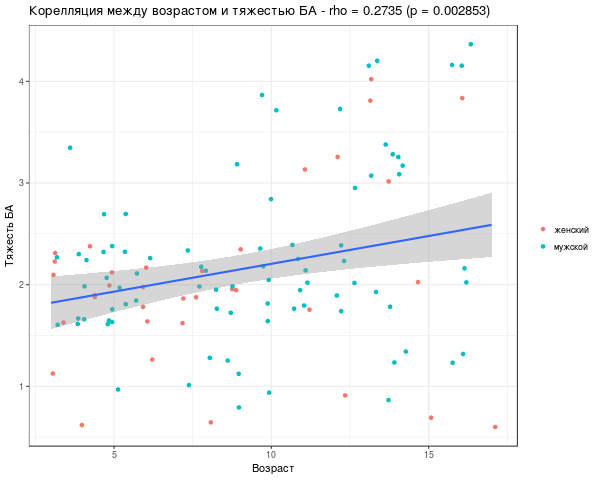 Корелляция между возрастом и тяжестью БА - rho = 0.2735 (p = 0.002853)
Тяжесть БА
4
3
2
1
5
10
15
Возраст
женский
мужской